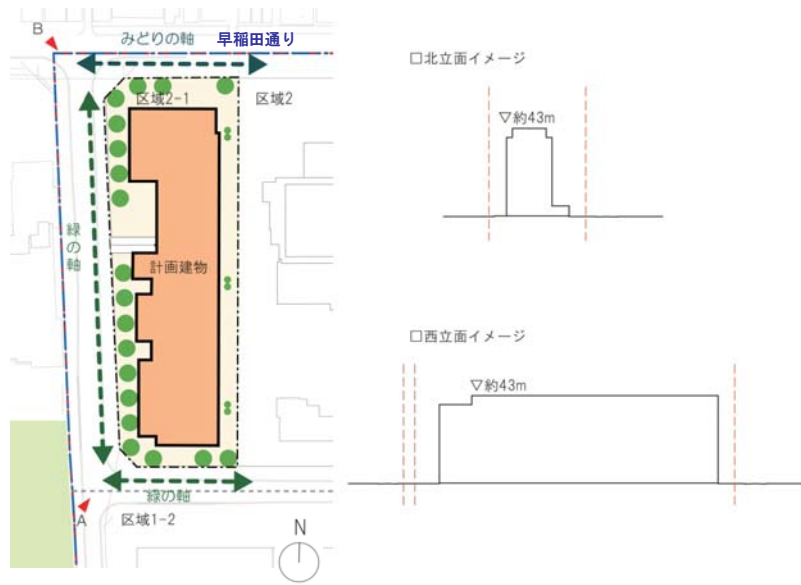 B
みどりの軸
早稲田通り
区域2-1
区域2
緑の軸
計画建物
緑の軸
A
区域1-2
N
□北立面イメージ
▽約43m
□西立面イメージ
▽約43m